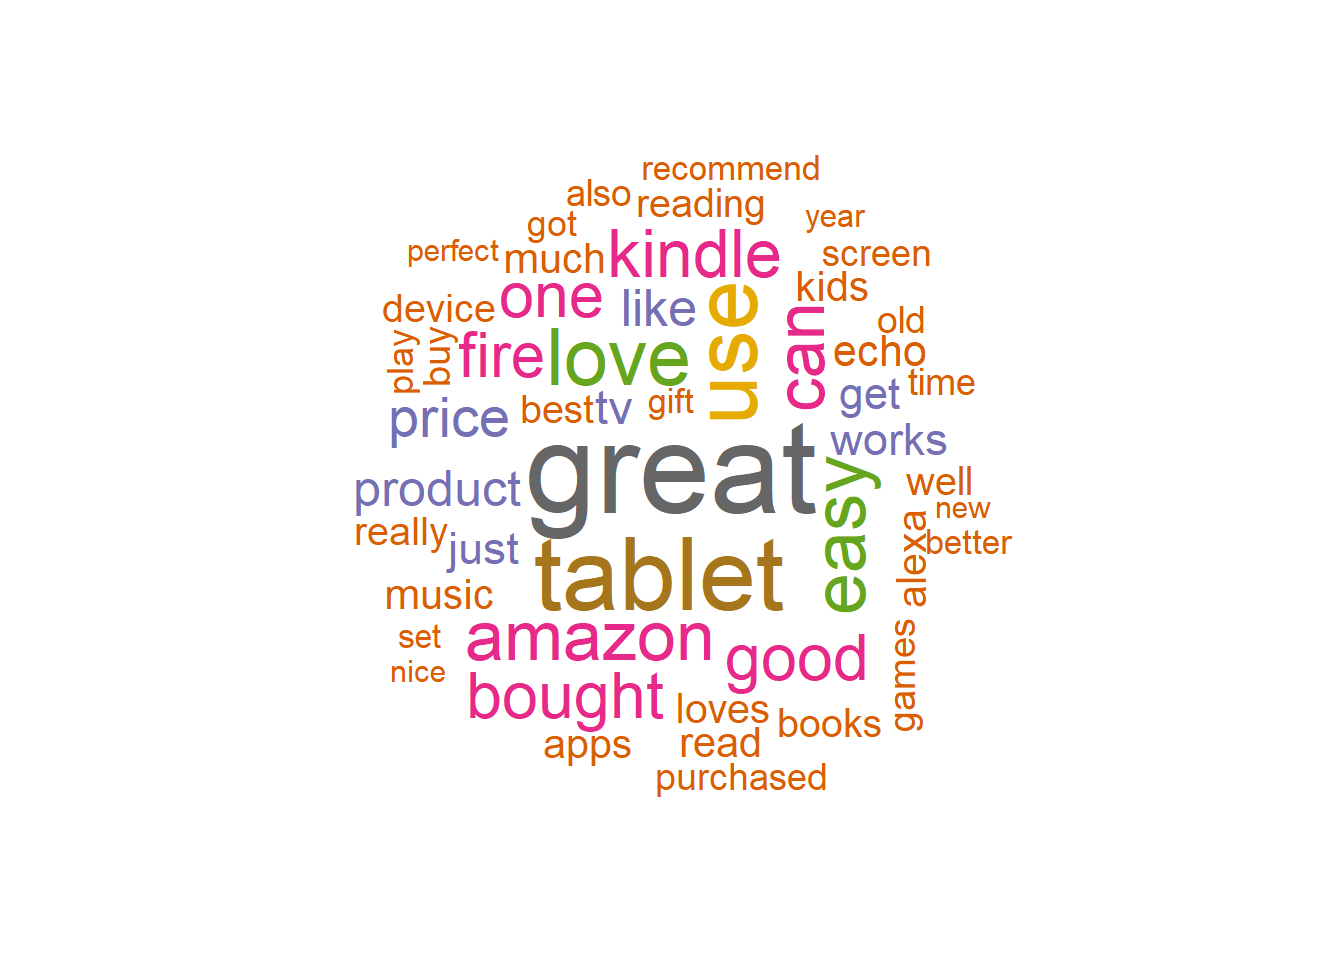 recommend
also
reading
year
got
perfect
much
kindle
screen
kids
device
one
like
use
can
old
play
buy
fire
love
echo
time
price
best
tv
gift
get
works
great
product
easy
well
new
really
just
alexa
better
tablet
music
set
amazon
good
games
nice
bought
loves
books
apps
read
purchased